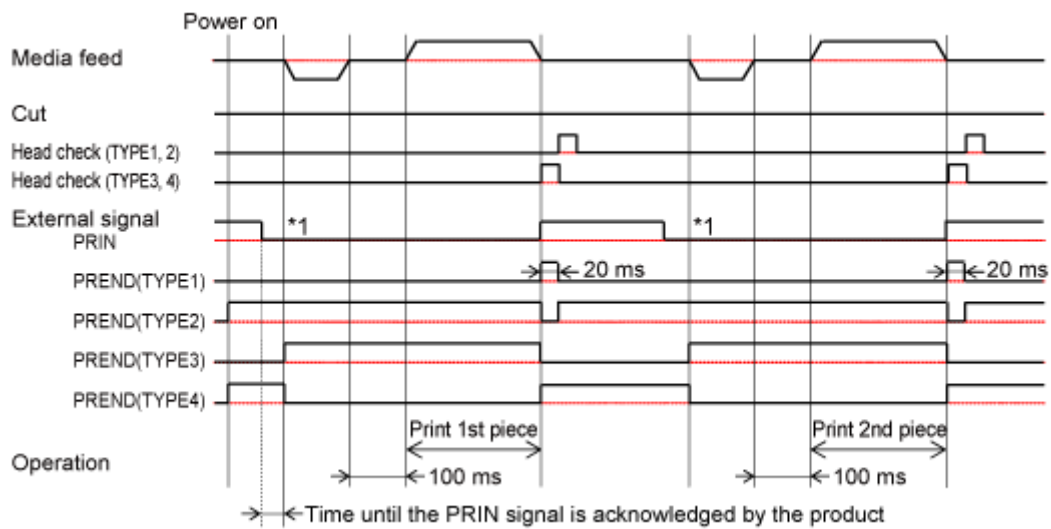 Power on
Media feed
Cut
Head check (TYPE1, 2)
Head check (TYPE3, 4)
External signal
*1 *1
PRIN
PREND(TYPE1) 20 ms 20 ms
PREND(TYPE2)
PREND(TYPE3)
PREND(TYPE4)
Print 1st piece Print 2nd piece
Operation
100 ms 100 ms
Time until the PRIN signal is acknowledged by the product